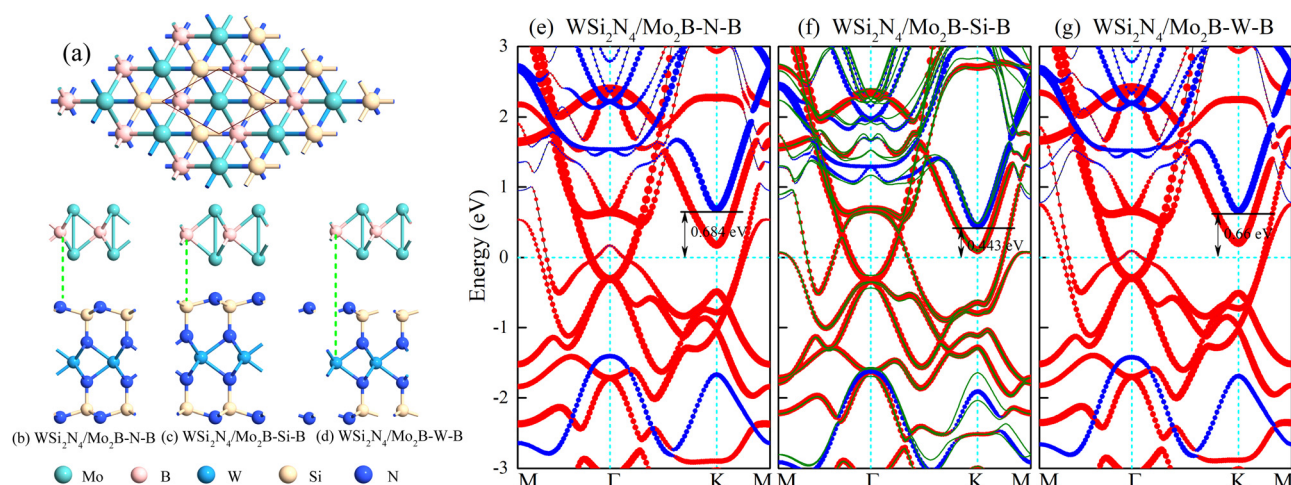 (a)
(b) WSi₂N₄/Mo₂B-N-B
(c) WSi₂N₄/Mo₂B-Si-B
(d) WSi₂N₄/Mo₂B-W-B
Mo
B
W
Si
N
(e) WSi₂N₄/Mo₂B-N-B
(f) WSi₂N₄/Mo₂B-Si-B
(g) WSi₂N₄/Mo₂B-W-B
Energy (eV)
3
2
1
0
-1
-2
-3
0.684 eV
0.443 eV
0.66 eV
M Γ K M
M Γ K M
M Γ K M